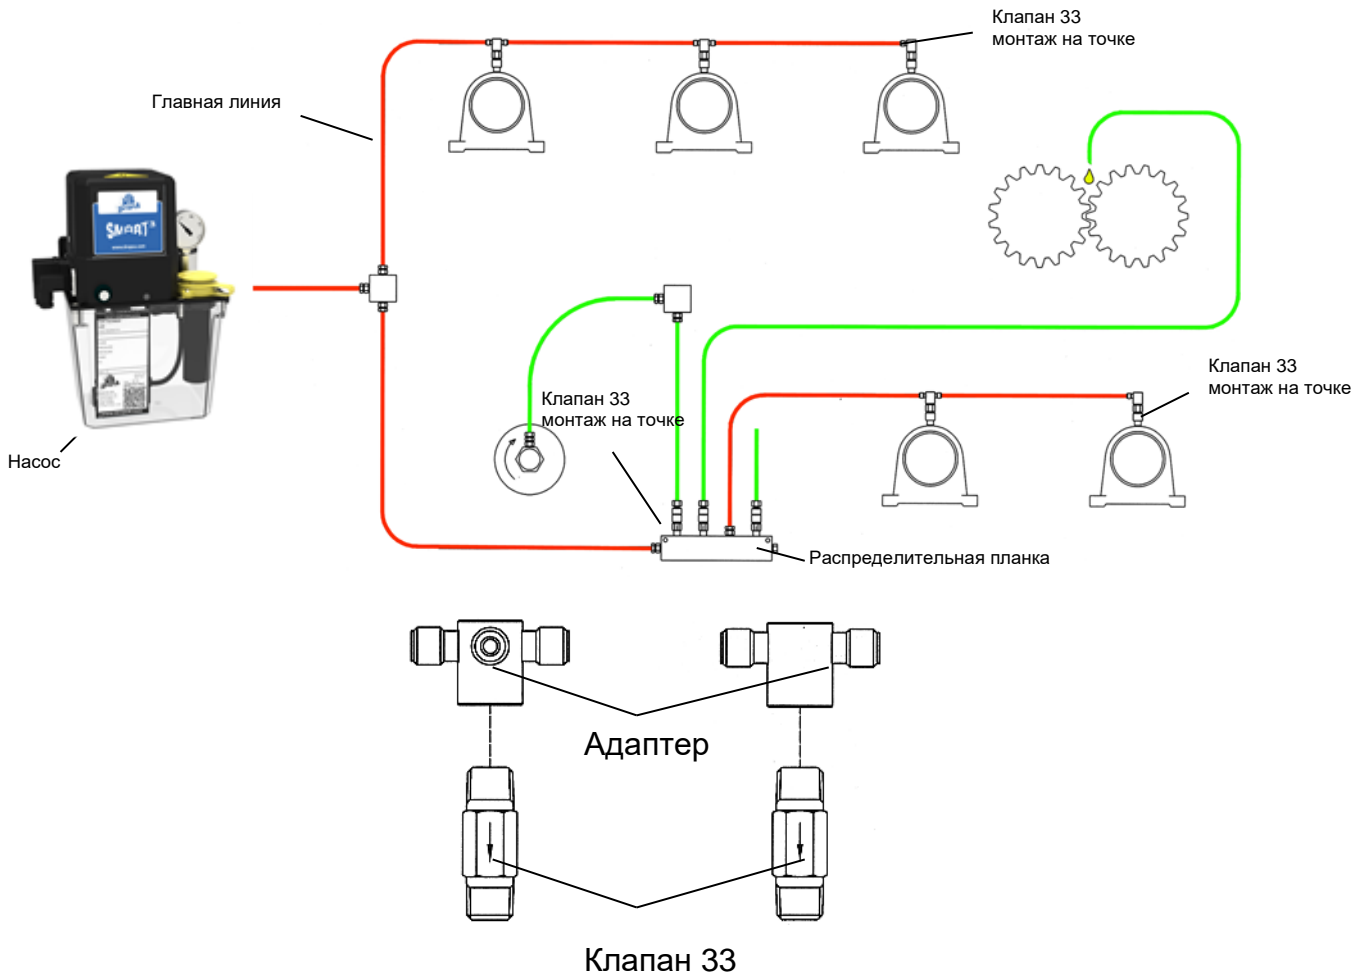 Клапан 33
монтаж на точке
Главная линия
SMART³
Клапан 33
монтаж на точке
Клапан 33
монтаж на точке
Насос
Распределительная планка
Адаптер
Клапан 33